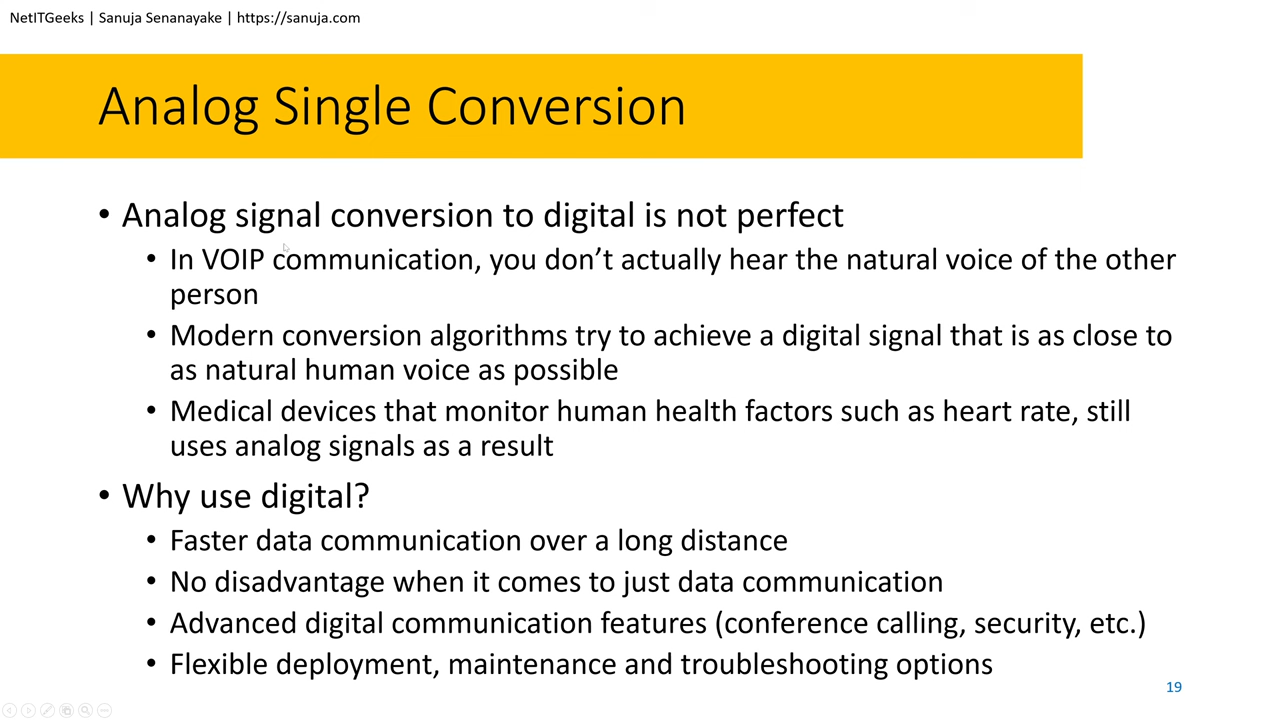 NetITGeeks | Sanuja Senanayake | https://sanuja.com
Analog Single Conversion
• Analog signal conversion to digital is not perfect
• In VOIP communication, you don’t actually hear the natural voice of the other
person
• Modern conversion algorithms try to achieve a digital signal that is as close to
as natural human voice as possible
• Medical devices that monitor human health factors such as heart rate, still
uses analog signals as a result
• Why use digital?
• Faster data communication over a long distance
• No disadvantage when it comes to just data communication
• Advanced digital communication features (conference calling, security, etc.)
• Flexible deployment, maintenance and troubleshooting options
19